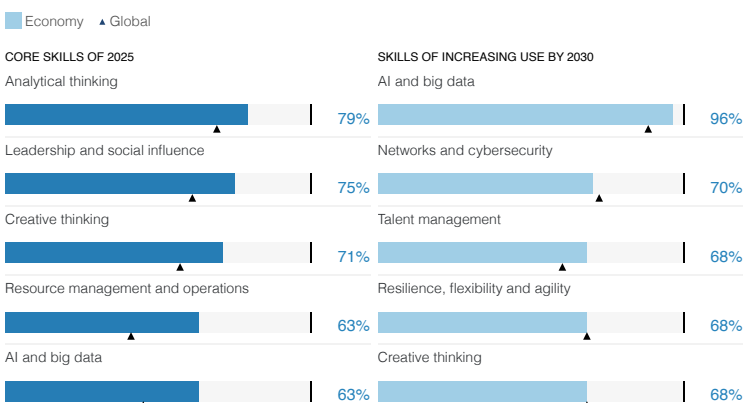 Economy ▲ Global
CORE SKILLS OF 2025
Analytical thinking
79%
Leadership and social influence
75%
Creative thinking
71%
Resource management and operations
63%
AI and big data
63%
SKILLS OF INCREASING USE BY 2030
AI and big data
96%
Networks and cybersecurity
70%
Talent management
68%
Resilience, flexibility and agility
68%
Creative thinking
68%